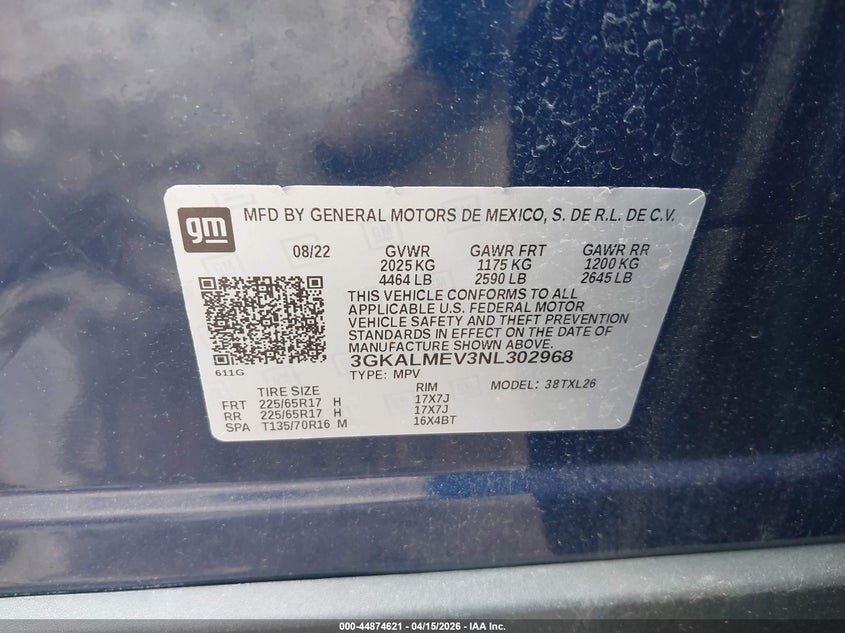 gm
MFD BY GENERAL MOTORS DE MEXICO, S. DE R.L. DE C.V.
08/22 GVWR GAWR FRT GAWR RR
2025 KG 1175 KG 1200 KG
4464 LB 2590 LB 2645 LB
THIS VEHICLE CONFORMS TO ALL
APPLICABLE U.S. FEDERAL MOTOR
VEHICLE SAFETY AND THEFT PREVENTION
STANDARDS IN EFFECT ON THE DATE OF
MANUFACTURE SHOWN ABOVE.
3GKALMEV3NL302968
611G
TYPE: MPV MODEL: 38TXL26
TIRE SIZE RIM
FRT 225/65R17 H 17X7J
RR 225/65R17 H 17X7J
SPA T135/70R16 M 16X4BT
000-44874621 - 04/15/2026 - IAA Inc.